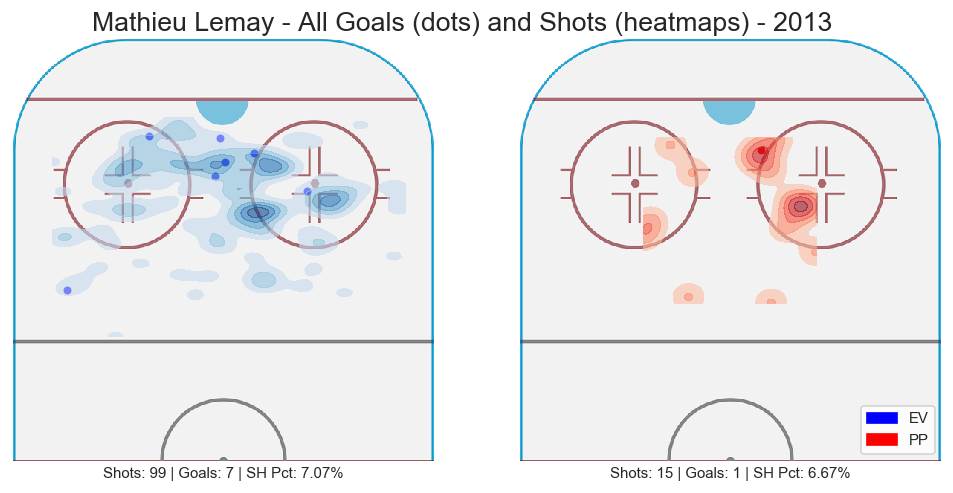 Mathieu Lemay - All Goals (dots) and Shots (heatmaps) - 2013
EV
PP
Shots: 99 | Goals: 7 | SH Pct: 7.07%
Shots: 15 | Goals: 1 | SH Pct: 6.67%